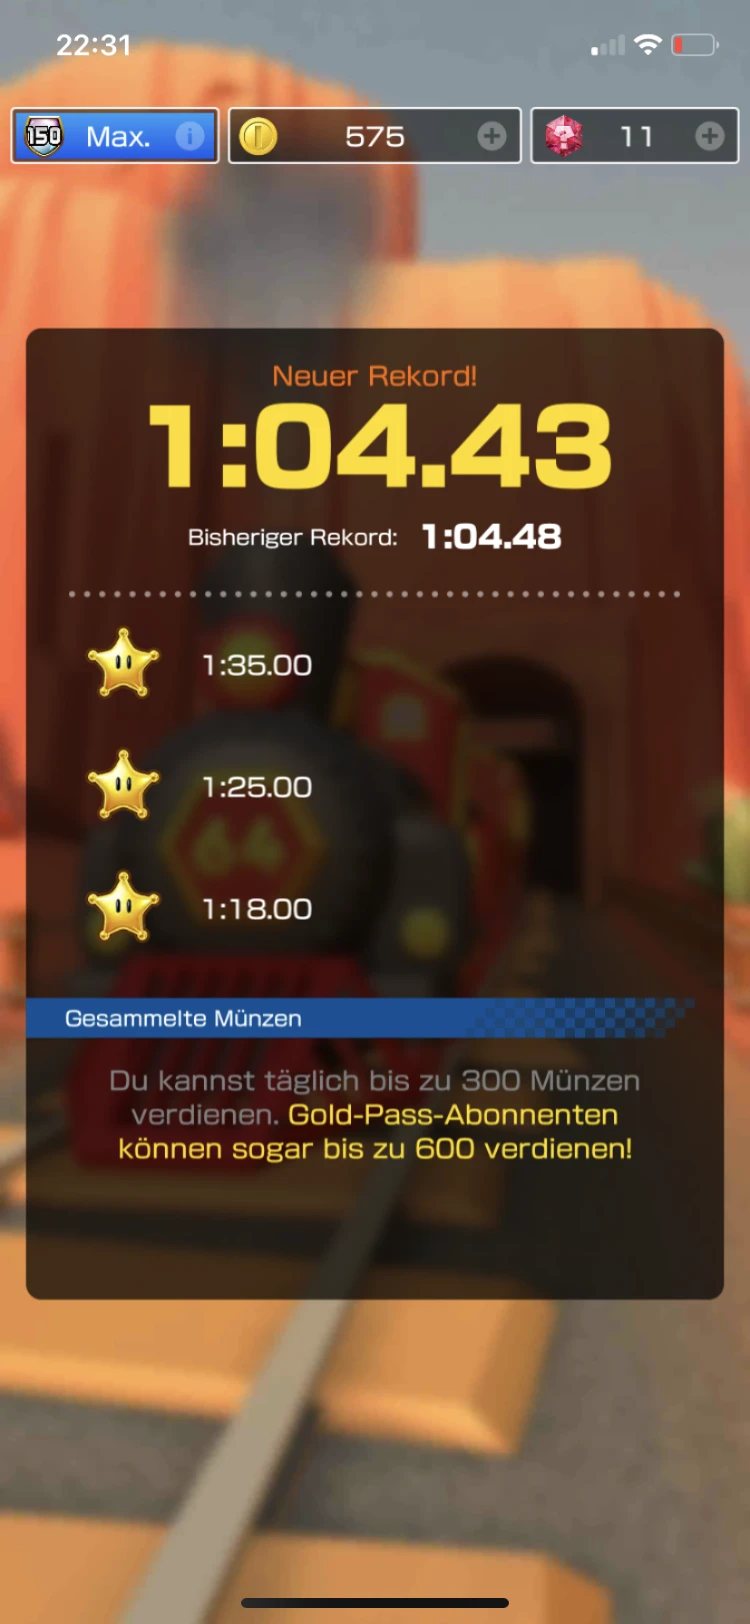 22:31
150 Max. i 575 + 11 +
Neuer Rekord!
1:04.43
Bisheriger Rekord: 1:04.48
1:35.00
1:25.00
64
1:18.00
Gesammelte Münzen
Du kannst täglich bis zu 300 Münzen
verdienen. Gold-Pass-Abonnenten
können sogar bis zu 600 verdienen!